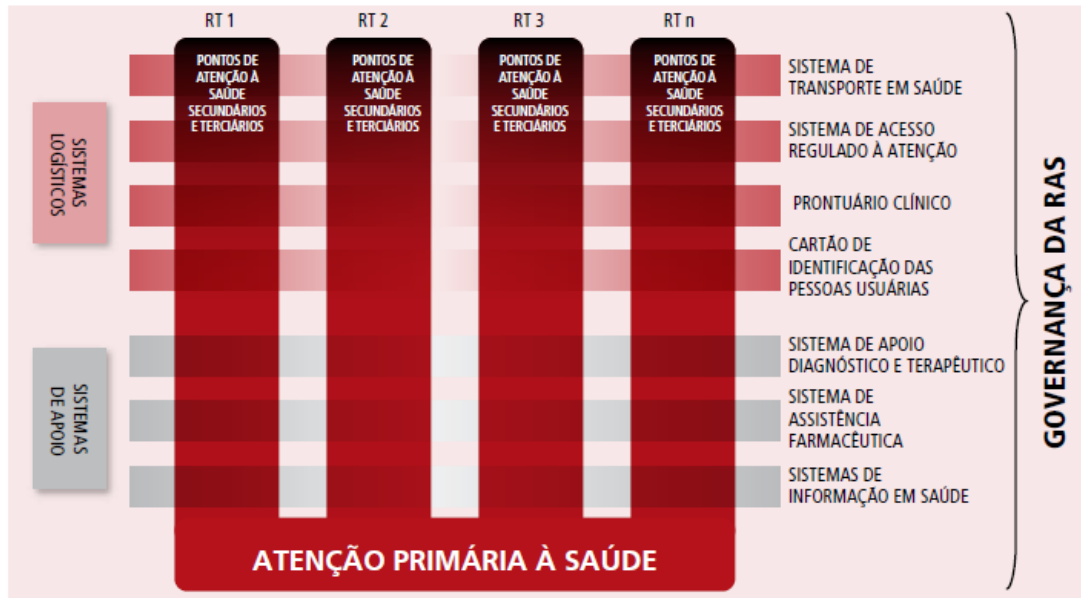 RT 1
RT 2
RT 3
RT n
PONTOS DE
ATENÇÃO À
SAÚDE
SECUNDÁRIOS
E TERCIÁRIOS
PONTOS DE
ATENÇÃO À
SAÚDE
SECUNDÁRIOS
E TERCIÁRIOS
PONTOS DE
ATENÇÃO À
SAÚDE
SECUNDÁRIOS
E TERCIÁRIOS
PONTOS DE
ATENÇÃO À
SAÚDE
SECUNDÁRIOS
E TERCIÁRIOS
SISTEMAS
LOGÍSTICOS
SISTEMA DE
TRANSPORTE EM SAÚDE
SISTEMA DE ACESSO
REGULADO À ATENÇÃO
PRONTUÁRIO CLÍNICO
CARTÃO DE
IDENTIFICAÇÃO DAS
PESSOAS USUÁRIAS
SISTEMAS
DE APOIO
SISTEMA DE APOIO
DIAGNÓSTICO E TERAPÊUTICO
SISTEMA DE
ASSISTÊNCIA
FARMACÊUTICA
SISTEMAS DE
INFORMAÇÃO EM SAÚDE
GOVERNANÇA DA RAS
ATENÇÃO PRIMÁRIA À SAÚDE